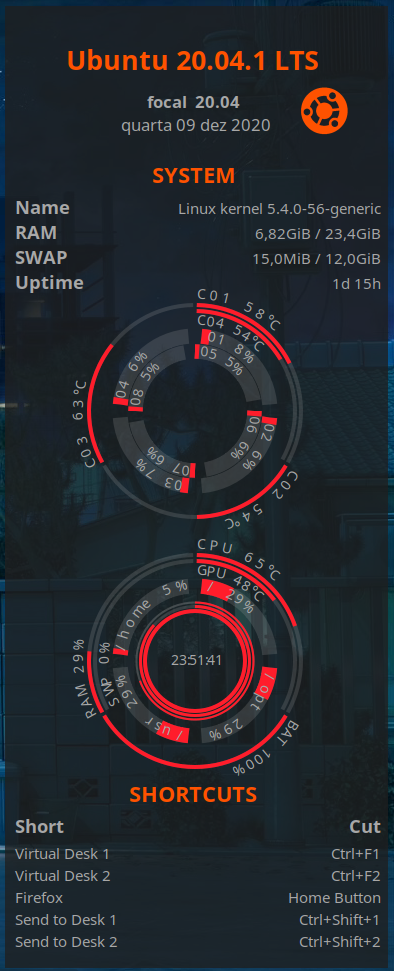 Ubuntu 20.04.1 LTS
focal 20.04
quarta 09 dez 2020
SYSTEM
Name Linux kernel 5.4.0-56-generic
RAM 6,82GiB / 23,4GiB
SWAP 15,0MiB / 12,0GiB
Uptime 1d 15h
C01 58°C
C04 54°C
01 8%
05 5%
04 6%
08 5%
C03 63°C
02 6%
06 6%
07 6%
03 7%
C02 54°C
CPU 65°C
GPU 48°C
/ 29%
/home 5%
23:51:41
RAM 29%
SWP 0%
/opt 29%
/usr 29%
BAT 100%
SHORTCUTS
Short Cut
Virtual Desk 1 Ctrl+F1
Virtual Desk 2 Ctrl+F2
Firefox Home Button
Send to Desk 1 Ctrl+Shift+1
Send to Desk 2 Ctrl+Shift+2